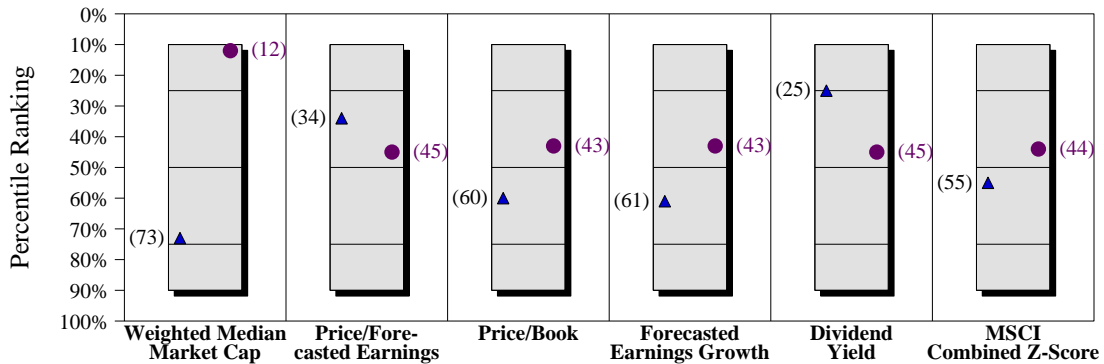 Percentile Ranking
0%
10%
20%
30%
40%
50%
60%
70%
80%
90%
100%
(12)
(73)
(34)
(45)
(43)
(60)
(43)
(61)
(25)
(45)
(44)
(55)
Weighted Median
Market Cap
Price/Fore-
casted Earnings
Price/Book
Forecasted
Earnings Growth
Dividend
Yield
MSCI
Combined Z-Score